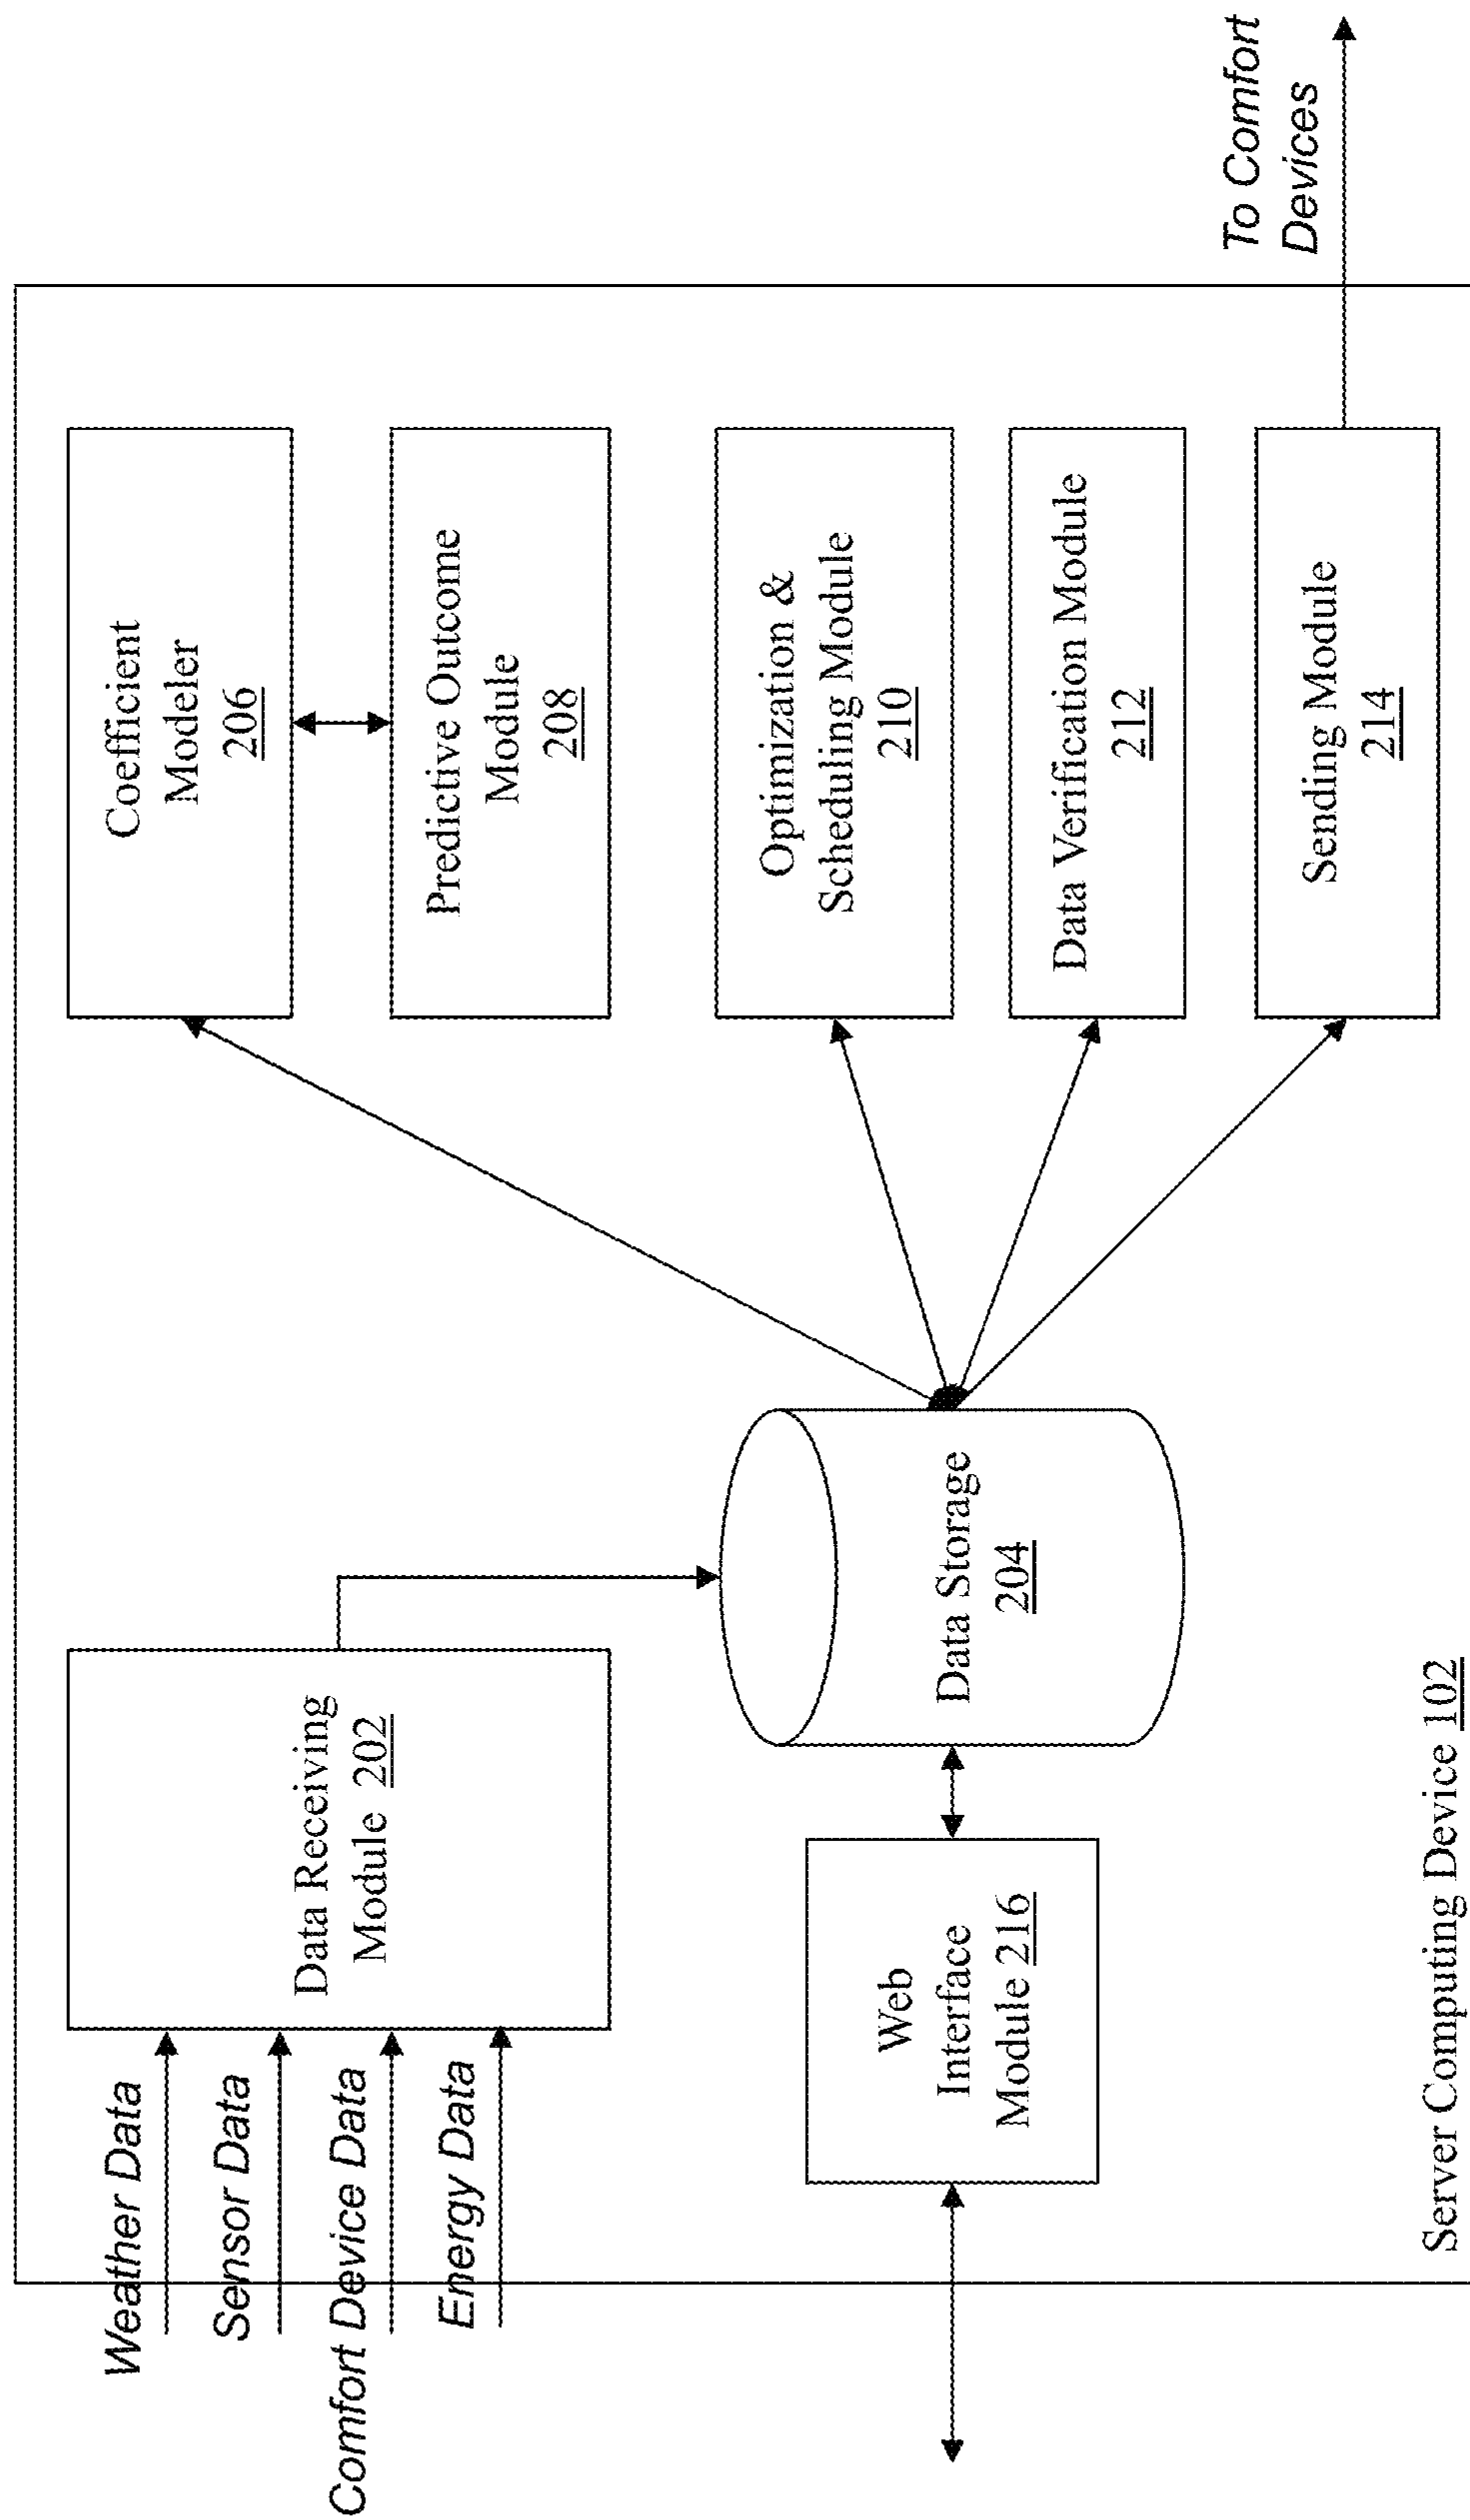 Weather Data
Sensor Data
Comfort Device Data
Energy Data
Data Receiving
Module 202
Web
Interface
Module 216
Data Storage
204
Coefficient
Modeler
206
Predictive Outcome
Module
208
Optimization &
Scheduling Module
210
Data Verification Module
212
Sending Module
214
To Comfort
Devices
Server Computing Device 102